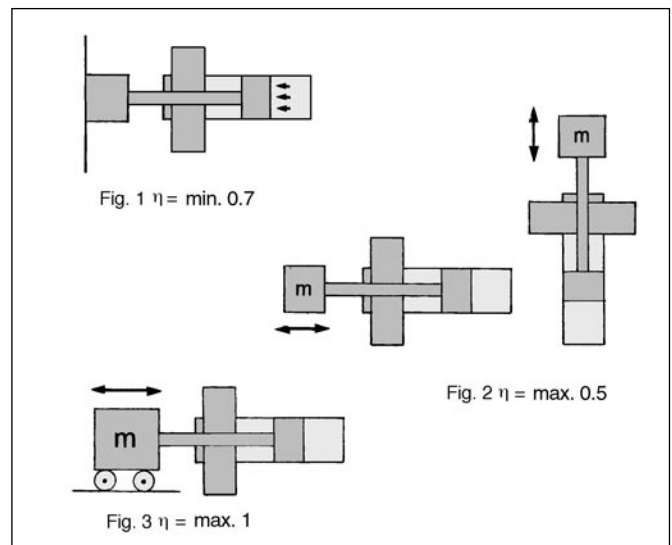 Fig. 1 η = min. 0.7
m
m
Fig. 2 η = max. 0.5
m
Fig. 3 η = max. 1